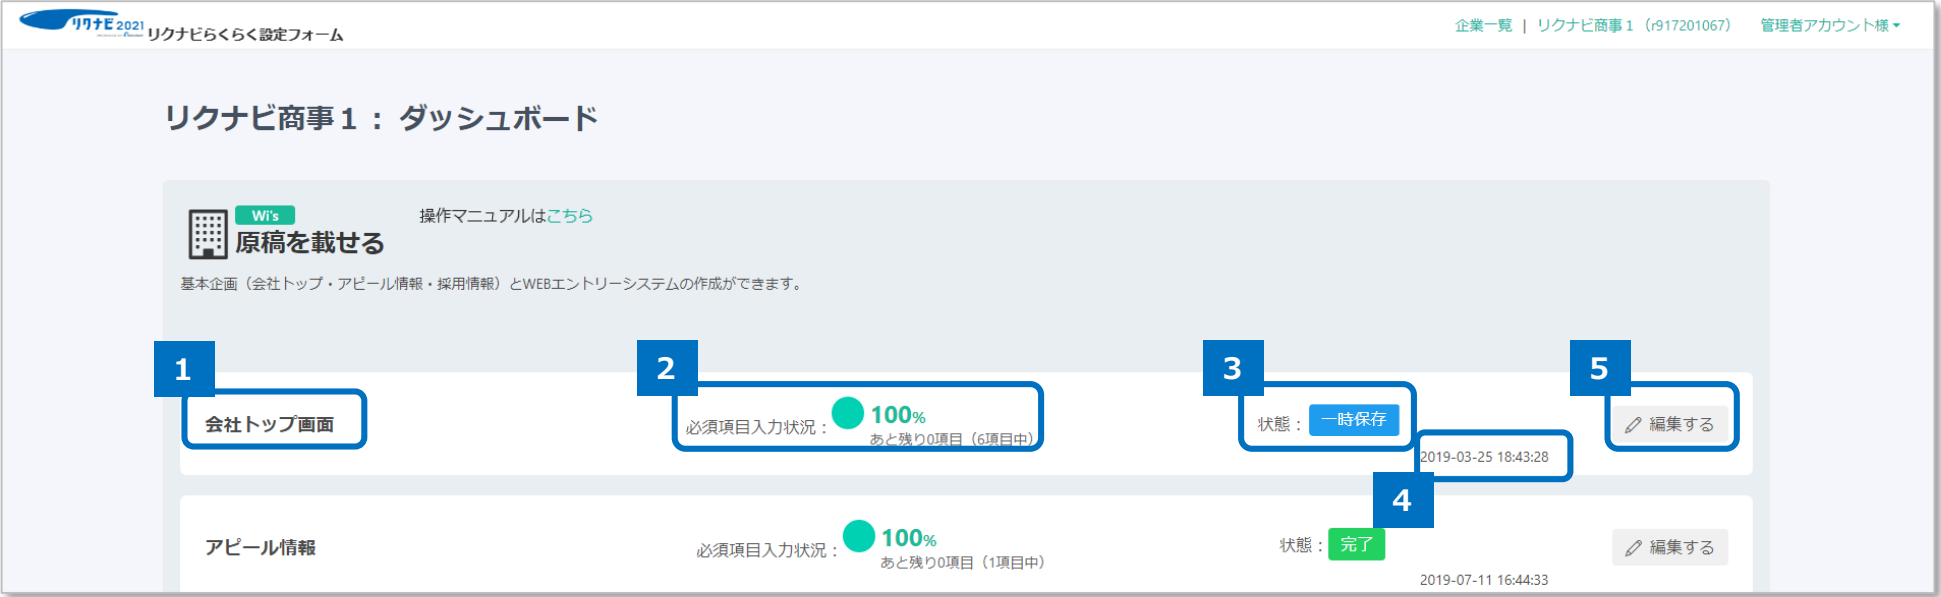 リクナビ2021 リクナビらくらく設定フォーム
企業一覧 | リクナビ商事１（r917201067） 管理者アカウント様
リクナビ商事１： ダッシュボード
Wi's
原稿を載せる
操作マニュアルはこちら
基本企画（会社トップ・アピール情報・採用情報）とWEBエントリーシステムの作成ができます。
1
会社トップ画面
2
必須項目入力状況： 100%
あと残り0項目（6項目中）
3
状態： 一時保存
4
2019-03-25 18:43:28
5
編集する
アピール情報
必須項目入力状況： 100%
あと残り0項目（1項目中）
状態： 完了
2019-07-11 16:44:33
編集する